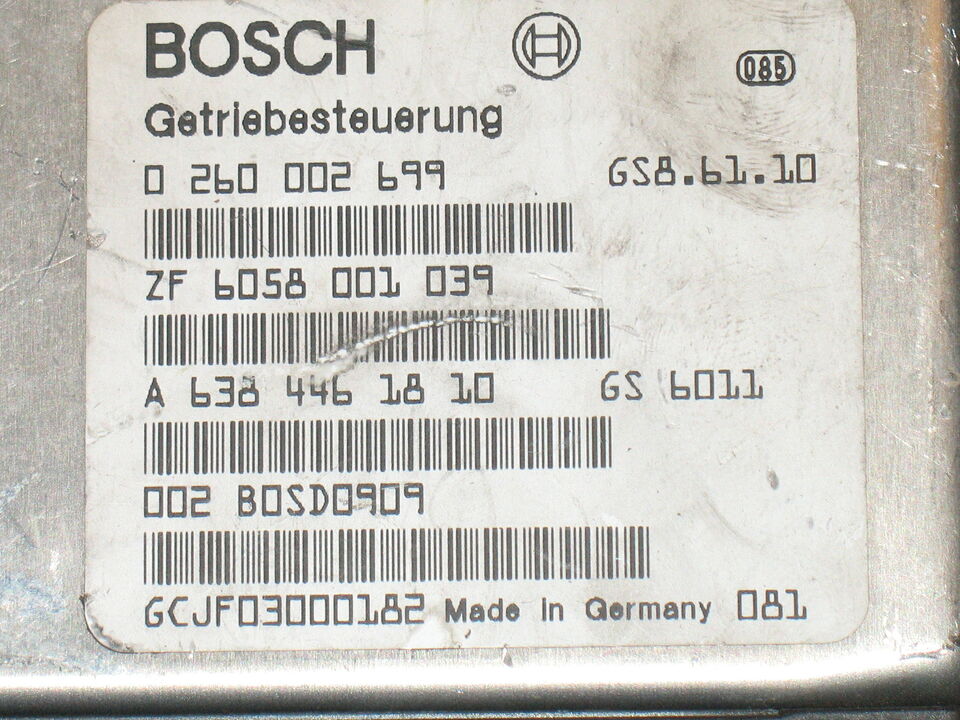 BOSCH
085
Getriebesteuerung
0 260 002 699 GS8.61.10
ZF 6058 001 039
A 638 446 18 10 GS 6011
002 BOSD0909
GCJF03000182 Made in Germany 081